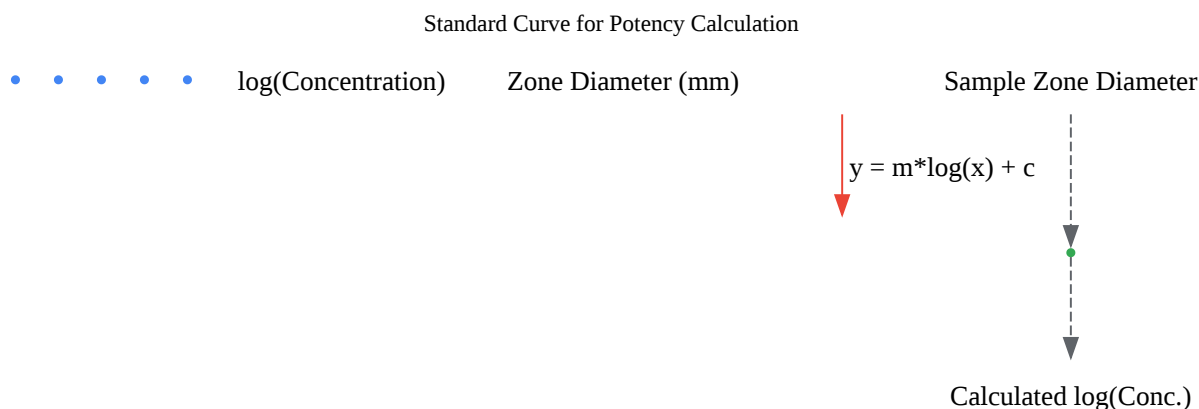 Standard Curve for Potency Calculation
log(Concentration)
Zone Diameter (mm)
Sample Zone Diameter
y = m*log(x) + c
Calculated log(Conc.)